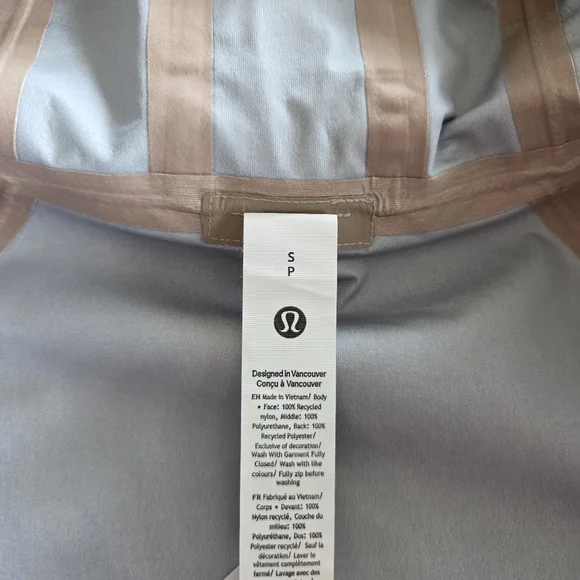 S
P
Designed in Vancouver
Conçu à Vancouver
EN Made in Vietnam/ Body
• Face: 100% Recycled
nylon, Middle: 100%
Polyurethane, Back: 100%
Recycled Polyester/
Exclusive of decoration/
Wash With Garment Fully
Closed/ Wash with like
colours/ Fully zip before
washing
FR Fabriqué au Vietnam/
Corps • Devant: 100%
Nylon recyclé, Couche du
milieu: 100%
Polyuréthane, Dos: 100%
Polyester recyclé/ Sauf la
décoration/ Laver le
vêtement complètement
fermé/ Lavage avec des